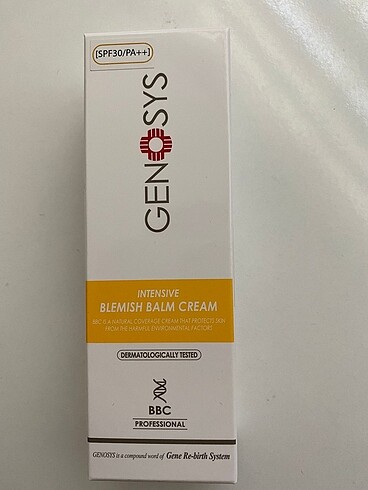 [SPF30/PA++]
GENOSYS
INTENSIVE
BLEMISH BALM CREAM
BBC IS A NATURAL COVERAGE CREAM THAT PROTECTS SKIN
FROM THE HARMFUL ENVIRONMENTAL FACTORS
DERMATOLOGICALLY TESTED
BBC
PROFESSIONAL
GENOSYS is a compound word of Gene Re-birth System